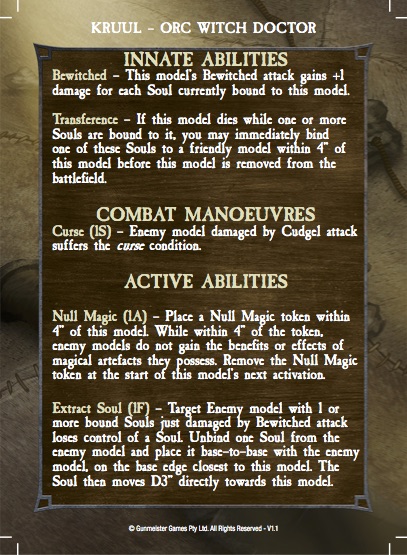 KRUUL – ORC WITCH DOCTOR
INNATE ABILITIES
Bewitched – This model's Bewitched attack gains +1
damage for each Soul currently bound to this model.
Transference – If this model dies while one or more
Souls are bound to it, you may immediately bind
one of these Souls to a friendly model within 4" of
this model before this model is removed from the
battlefield.
COMBAT MANOEUVRES
Curse (1S) – Enemy model damaged by Cudgel attack
suffers the curse condition.
ACTIVE ABILITIES
Null Magic (1A) – Place a Null Magic token within
4" of this model. While within 4" of the token,
enemy models do not gain the benefits or effects of
magical artefacts they possess. Remove the Null Magic
token at the start of this model's next activation.
Extract Soul (1F) – Target Enemy model with 1 or
more bound Souls just damaged by Bewitched attack
loses control of a Soul. Unbind one Soul from the
enemy model and place it base-to-base with the enemy
model, on the base edge closest to this model. The
Soul then moves D3" directly towards this model.
© Gunmeister Games Pty Ltd. All Rights Reserved - V1.1